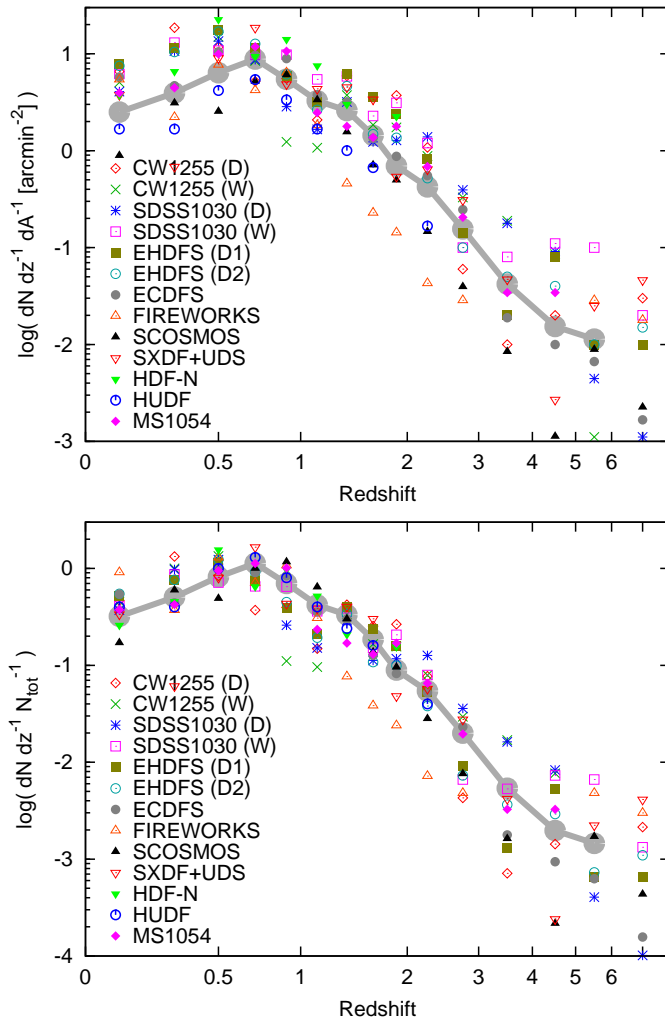 log( dN dz⁻¹ dA⁻¹ [arcmin⁻²] )
1
0
-1
-2
-3
CW1255 (D)
CW1255 (W)
SDSS1030 (D)
SDSS1030 (W)
EHDFS (D1)
EHDFS (D2)
ECDFS
FIREWORKS
SCOSMOS
SXDF+UDS
HDF-N
HUDF
MS1054
0 0.5 1 2 3 4 5 6
Redshift
log( dN dz⁻¹ N_tot⁻¹ )
0
-1
-2
-3
-4
CW1255 (D)
CW1255 (W)
SDSS1030 (D)
SDSS1030 (W)
EHDFS (D1)
EHDFS (D2)
ECDFS
FIREWORKS
SCOSMOS
SXDF+UDS
HDF-N
HUDF
MS1054
0 0.5 1 2 3 4 5 6
Redshift